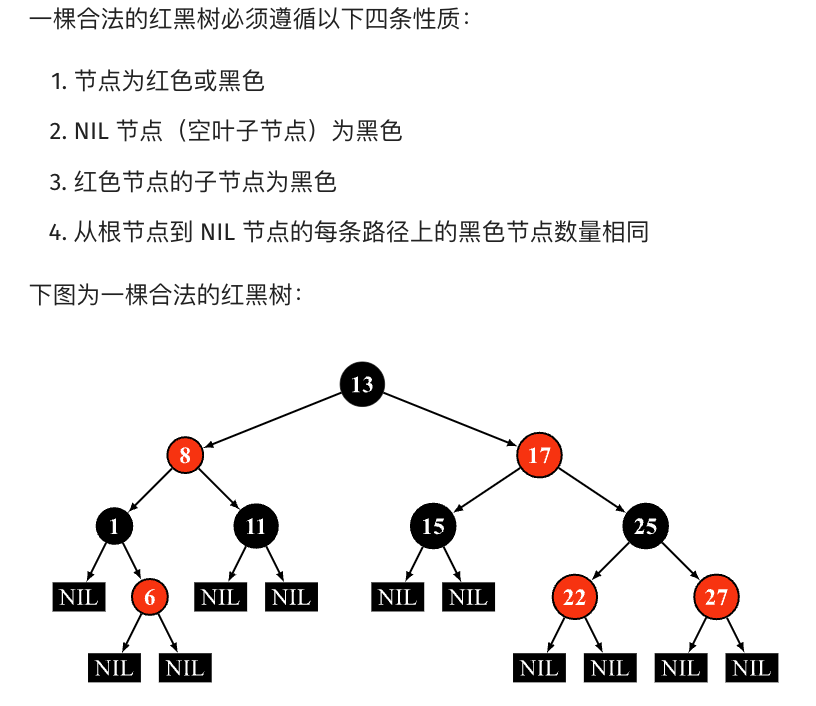 一棵合法的红黑树必须遵循以下四条性质：
1. 节点为红色或黑色
2. NIL 节点（空叶子节点）为黑色
3. 红色节点的子节点为黑色
4. 从根节点到 NIL 节点的每条路径上的黑色节点数量相同
下图为一棵合法的红黑树：
13
8 17
1 11 15 25
NIL 6 NIL NIL NIL NIL 22 27
NIL NIL NIL NIL NIL NIL